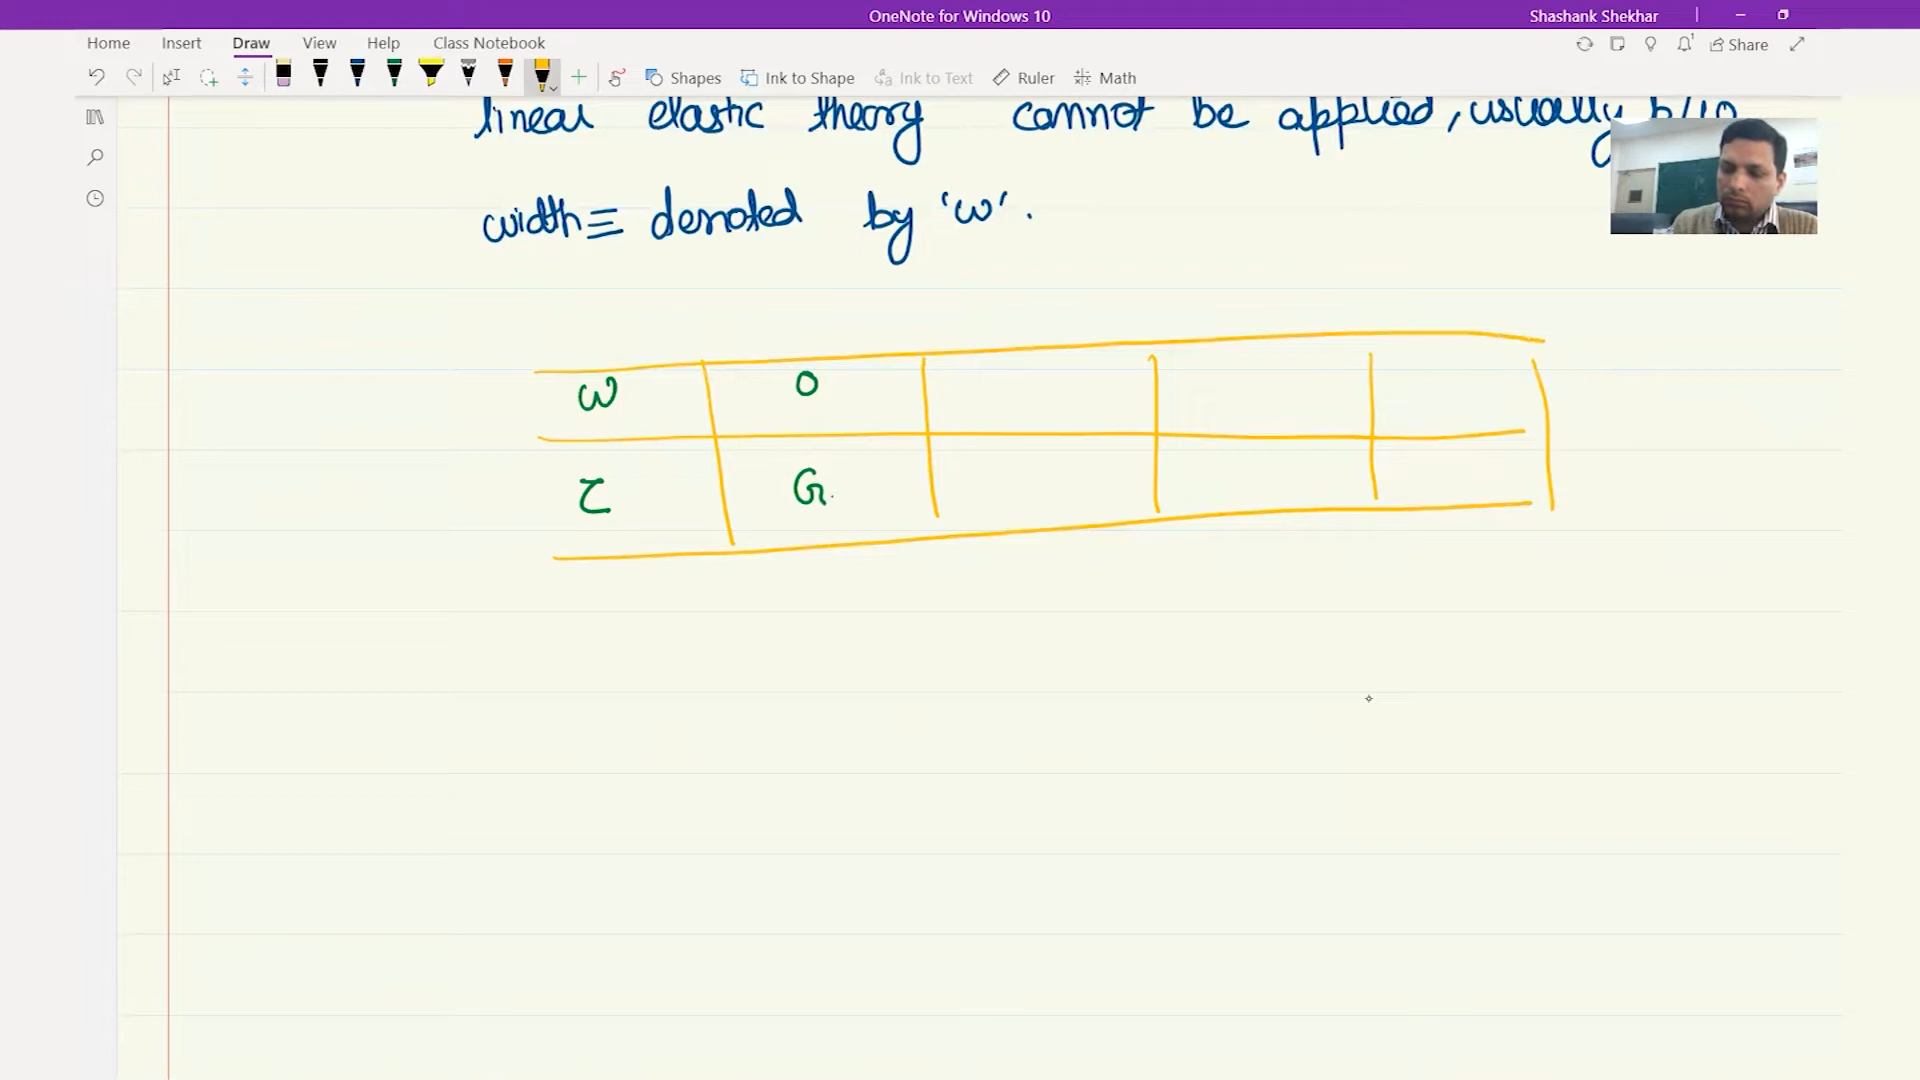 OneNote for Windows 10
Shashank Shekhar
Home Insert Draw View Help Class Notebook
Share
Shapes Ink to Shape Ink to Text Ruler Math
linear elastic theory cannot be applied, usually
width ≡ denoted by 'w'.
w 0
τ G